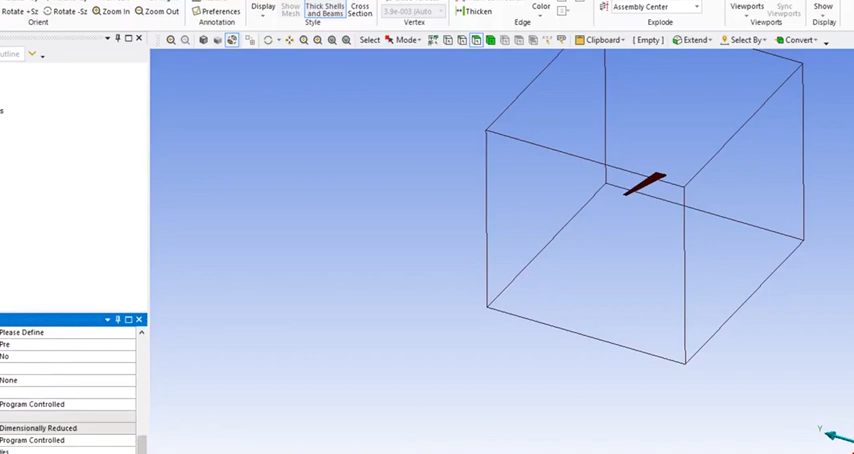 Rotate +Sz Rotate -Sz Zoom In Zoom Out
Preferences
Orient
Annotation
Display
Show
Mesh
Thick Shells
and Beams
Cross
Section
Style
5.9e-003 (Auto
Vertex
Thicken
Edge
Color
Assembly Center
Explode
Viewports
Sync
Viewports
Viewports
Show
Display
Select Mode Clipboard [ Empty ] Extend Select By Convert
utline
s
Please Define
Pre
No
None
Program Controlled
Dimensionally Reduced
Program Controlled
Yes
Y